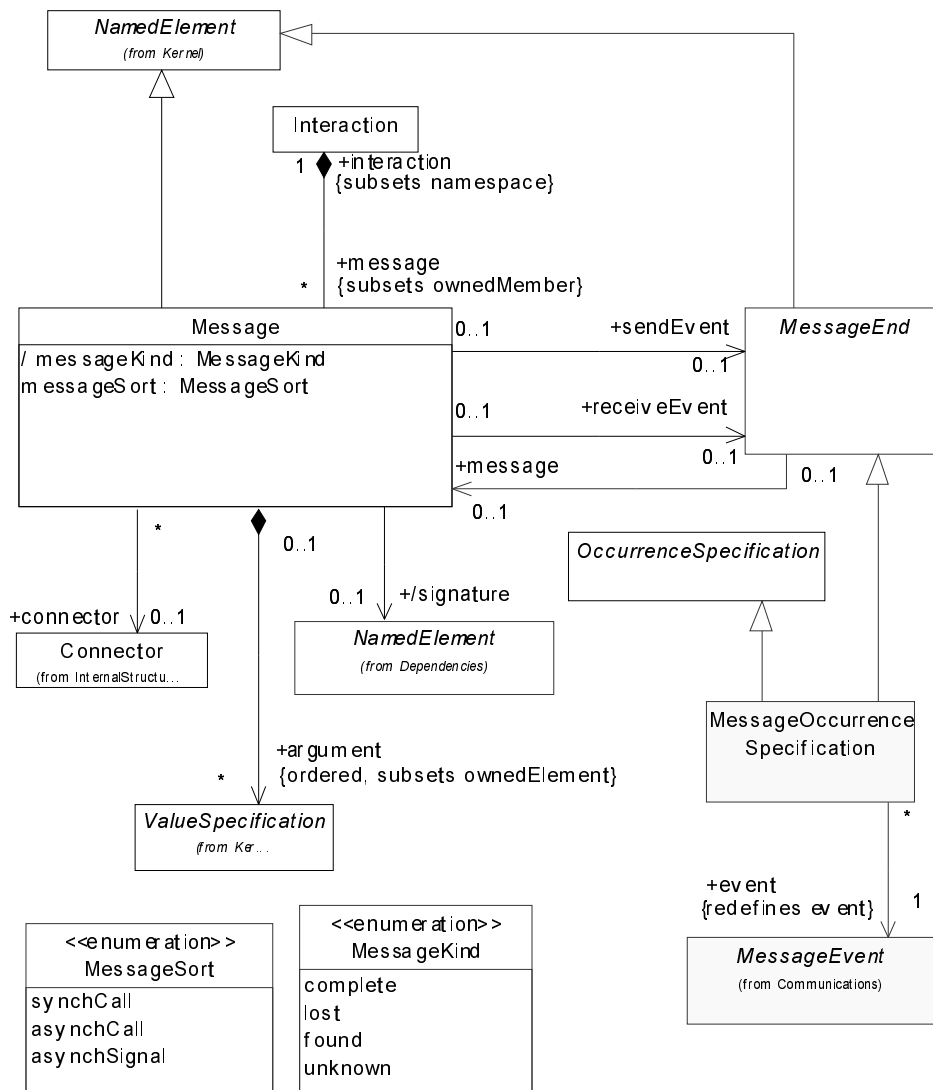 NamedElement
(from Kernel)
Interaction
1
+interaction
{subsets namespace}
+message
*
{subsets ownedMember}
Message
/ messageKind : MessageKind
messageSort : MessageSort
0..1
+sendEvent
0..1
MessageEnd
0..1
+receiveEvent
0..1
+message
0..1
0..1
*
0..1
+connector
0..1
Connector
(from InternalStructu...
0..1
+/signature
NamedElement
(from Dependencies)
OccurrenceSpecification
MessageOccurrence
Specification
+argument
*
{ordered, subsets ownedElement}
ValueSpecification
(from Ker...
*
+event
{redefines event}
1
MessageEvent
(from Communications)
<<enumeration>>
MessageSort
synchCall
asynchCall
asynchSignal
<<enumeration>>
MessageKind
complete
lost
found
unknown